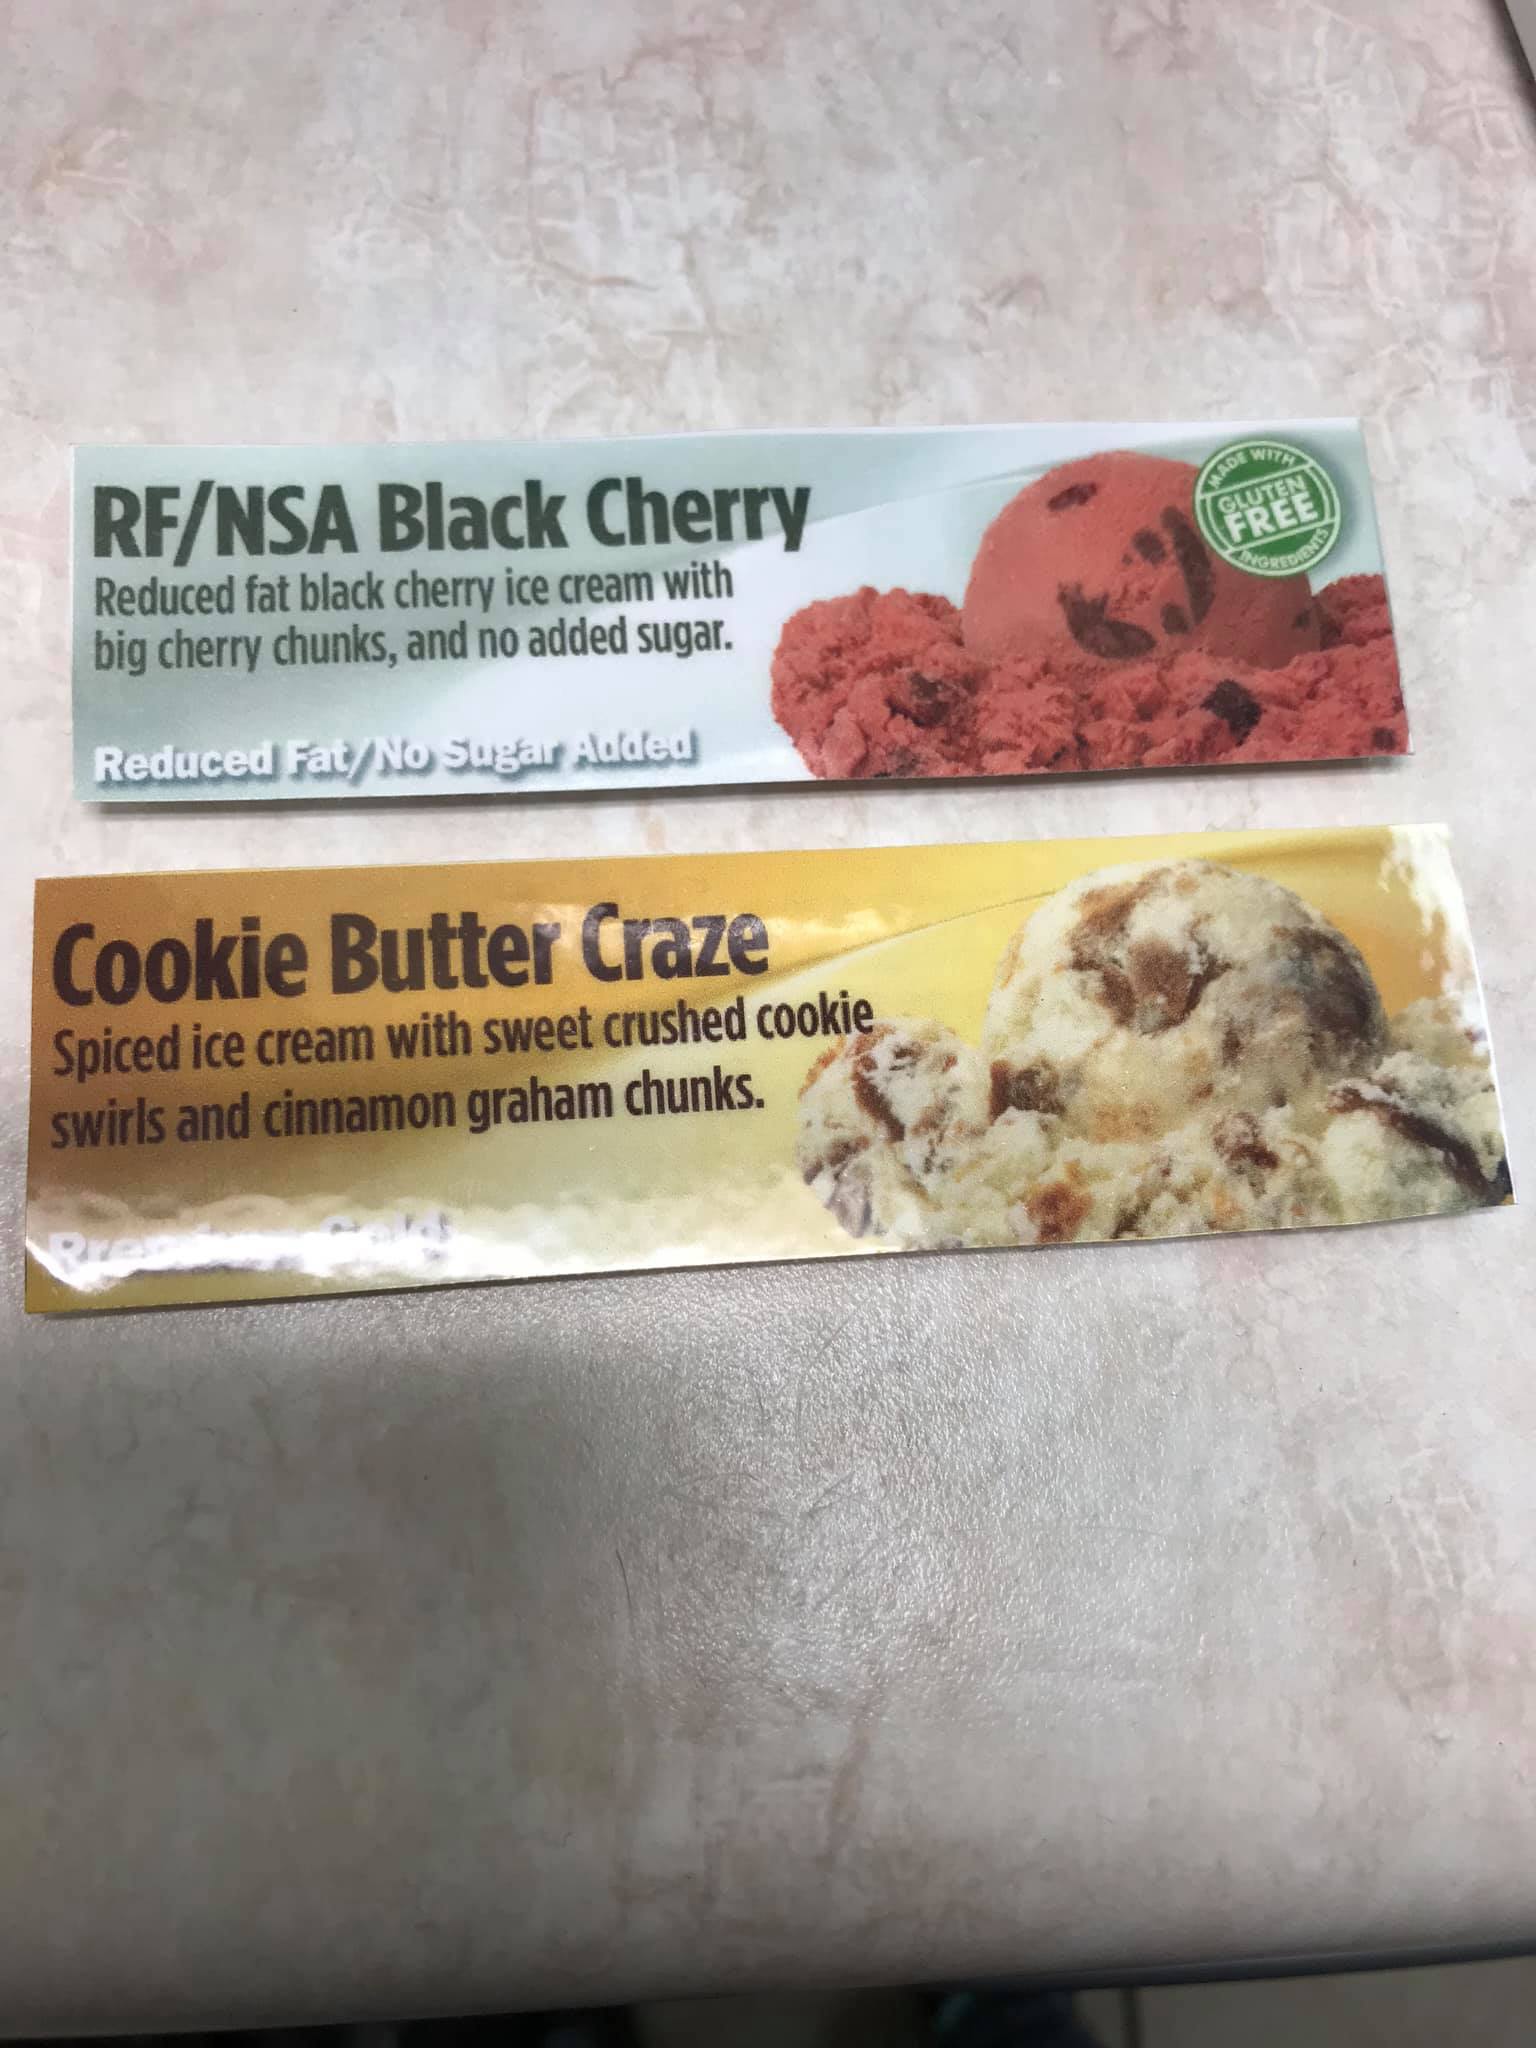 RF/NSA Black Cherry
Reduced fat black cherry ice cream with
big cherry chunks, and no added sugar.
Reduced Fat/No Sugar Added
MADE WITH
GLUTEN
FREE
INGREDIENTS
Cookie Butter Craze
Spiced ice cream with sweet crushed cookie
swirls and cinnamon graham chunks.